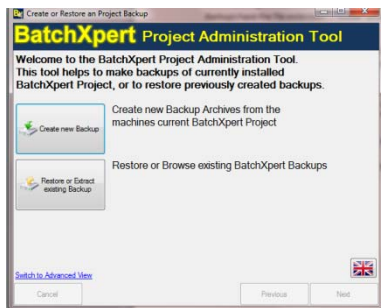 Create or Restore an Project Backup
BatchXpert Project Administration Tool
Welcome to the BatchXpert Project Administration Tool.
This tool helps to make backups of currently installed
BatchXpert Project, or to restore previously created backups.
Create new Backup
Create new Backup Archives from the
machines current BatchXpert Project
Restore or Extract
existing Backup
Restore or Browse existing BatchXpert Backups
Switch to Advanced View
Cancel
Previous
Next